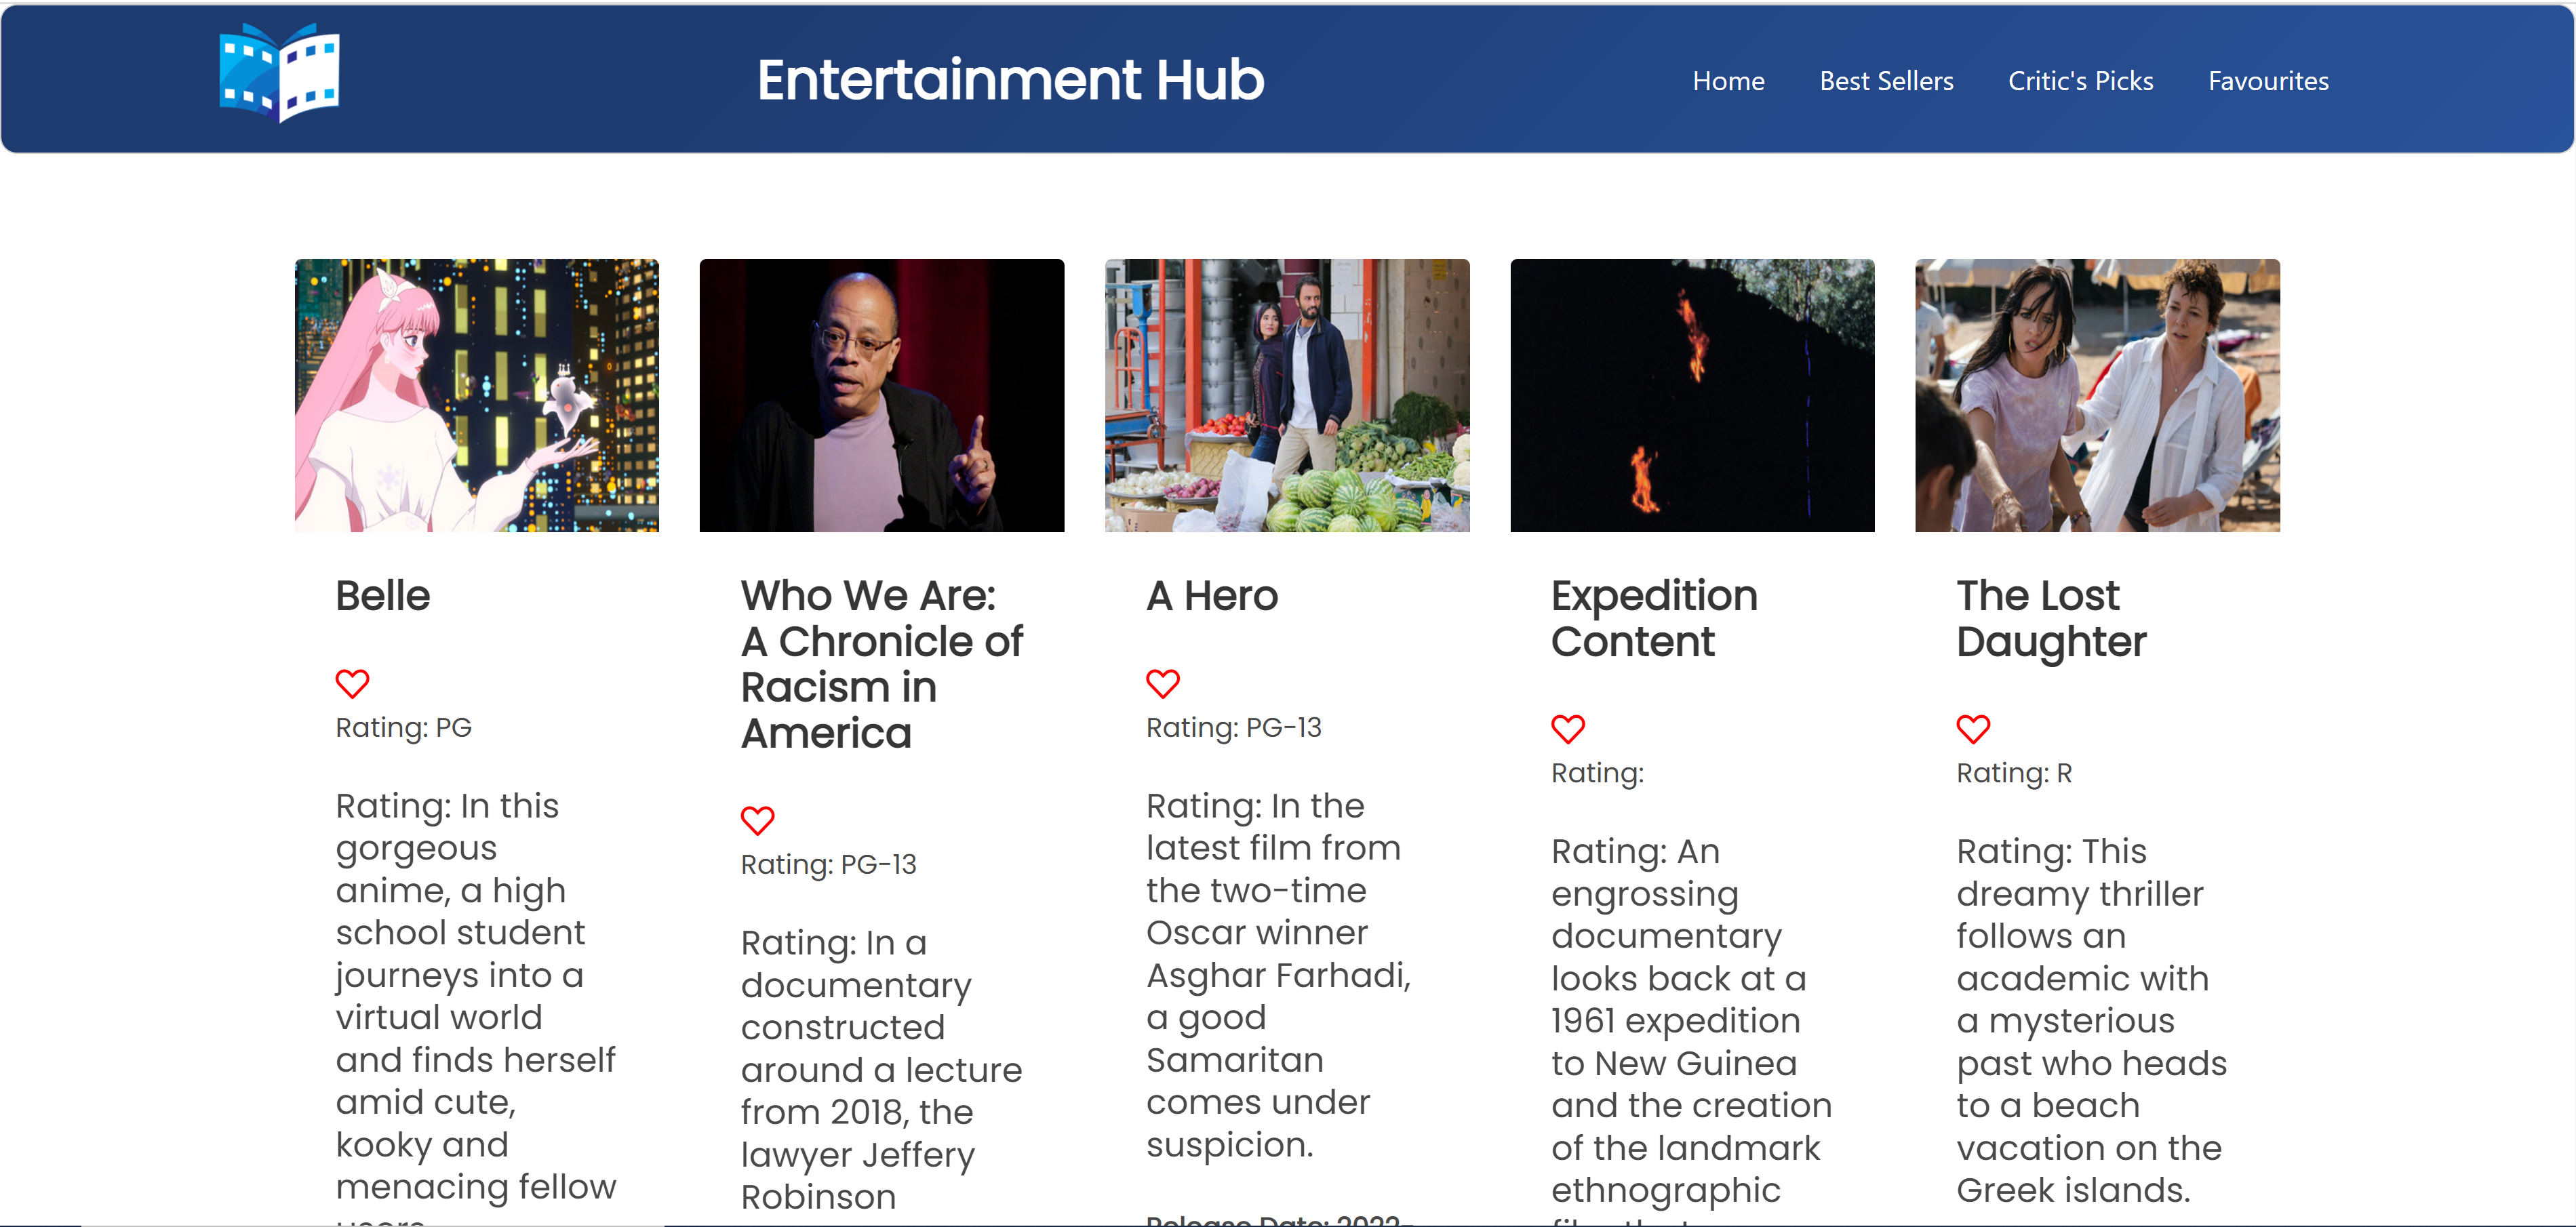 Entertainment Hub
Home
Best Sellers
Critic's Picks
Favourites
Belle
Rating: PG
Rating: In this
gorgeous
anime, a high
school student
journeys into a
virtual world
and finds herself
amid cute,
kooky and
menacing fellow
users.
Who We Are:
A Chronicle of
Racism in
America
Rating: PG-13
Rating: In a
documentary
constructed
around a lecture
from 2018, the
lawyer Jeffery
Robinson
A Hero
Rating: PG-13
Rating: In the
latest film from
the two-time
Oscar winner
Asghar Farhadi,
a good
Samaritan
comes under
suspicion.
Release Date: 2022-
Expedition
Content
Rating:
Rating: An
engrossing
documentary
looks back at a
1961 expedition
to New Guinea
and the creation
of the landmark
ethnographic
The Lost
Daughter
Rating: R
Rating: This
dreamy thriller
follows an
academic with
a mysterious
past who heads
to a beach
vacation on the
Greek islands.